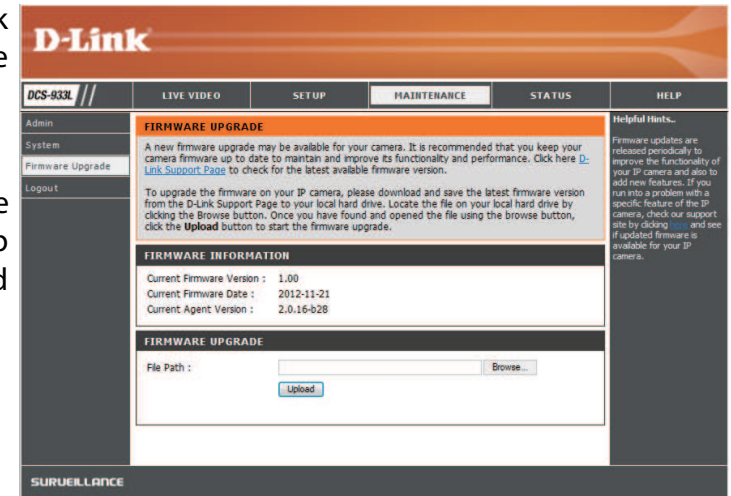 k
e
e
o
d
D-Link
DCS-933L // LIVE VIDEO SETUP MAINTENANCE STATUS HELP
Admin
System
Firmware Upgrade
Logout
FIRMWARE UPGRADE
A new firmware upgrade may be available for your camera. It is recommended that you keep your
camera firmware up to date to maintain and improve its functionality and performance. Click here D-
Link Support Page to check for the latest available firmware version.
To upgrade the firmware on your IP camera, please download and save the latest firmware version
from the D-Link Support Page to your local hard drive. Locate the file on your local hard drive by
clicking the Browse button. Once you have found and opened the file using the browse button,
click the Upload button to start the firmware upgrade.
FIRMWARE INFORMATION
Current Firmware Version : 1.00
Current Firmware Date : 2012-11-21
Current Agent Version : 2.0.16-b28
FIRMWARE UPGRADE
File Path : Browse...
Upload
Helpful Hints..
Firmware updates are
released periodically to
improve the functionality of
your IP camera and also to
add new features. If you
run into a problem with a
specific feature of the IP
camera, check our support
site by clicking here and see
if updated firmware is
available for your IP
camera.
SURVEILLANCE